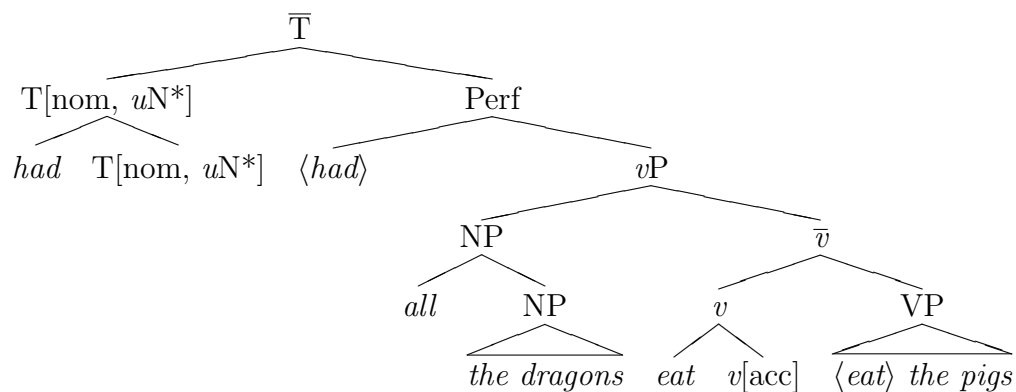 T̅
T[nom, uN*] Perf
had T[nom, uN*] ⟨had⟩ vP
NP v̅
all NP v VP
the dragons eat v[acc] ⟨eat⟩ the pigs